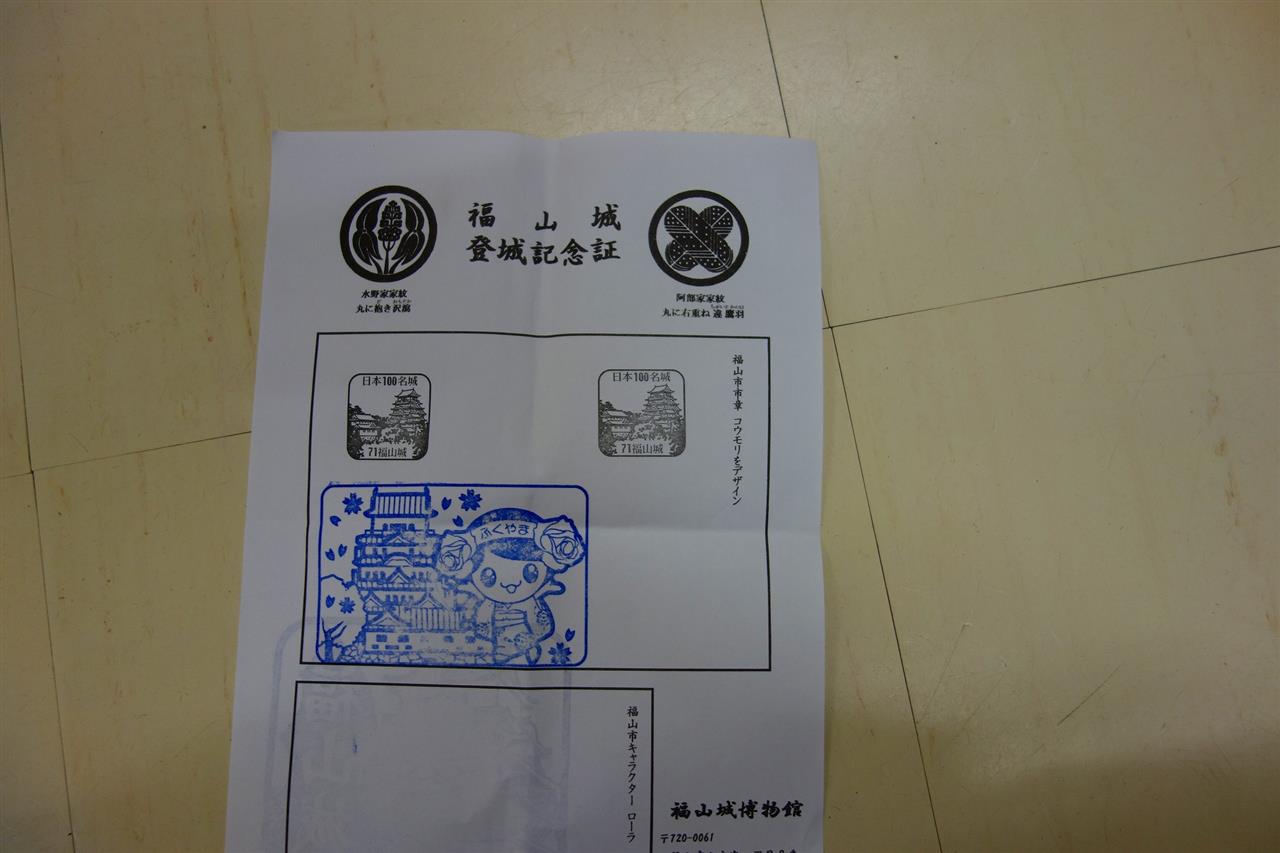 福山城
登城記念証
水野家家紋
丸に抱き沢瀉
阿部家家紋
丸に右重ね違鷹羽
福山市市章 コウモリをデザイン
日本100名城
71福山城
日本100名城
71福山城
ふくやま
福山市キャラクター ローラ
福山城博物館
〒720-0061